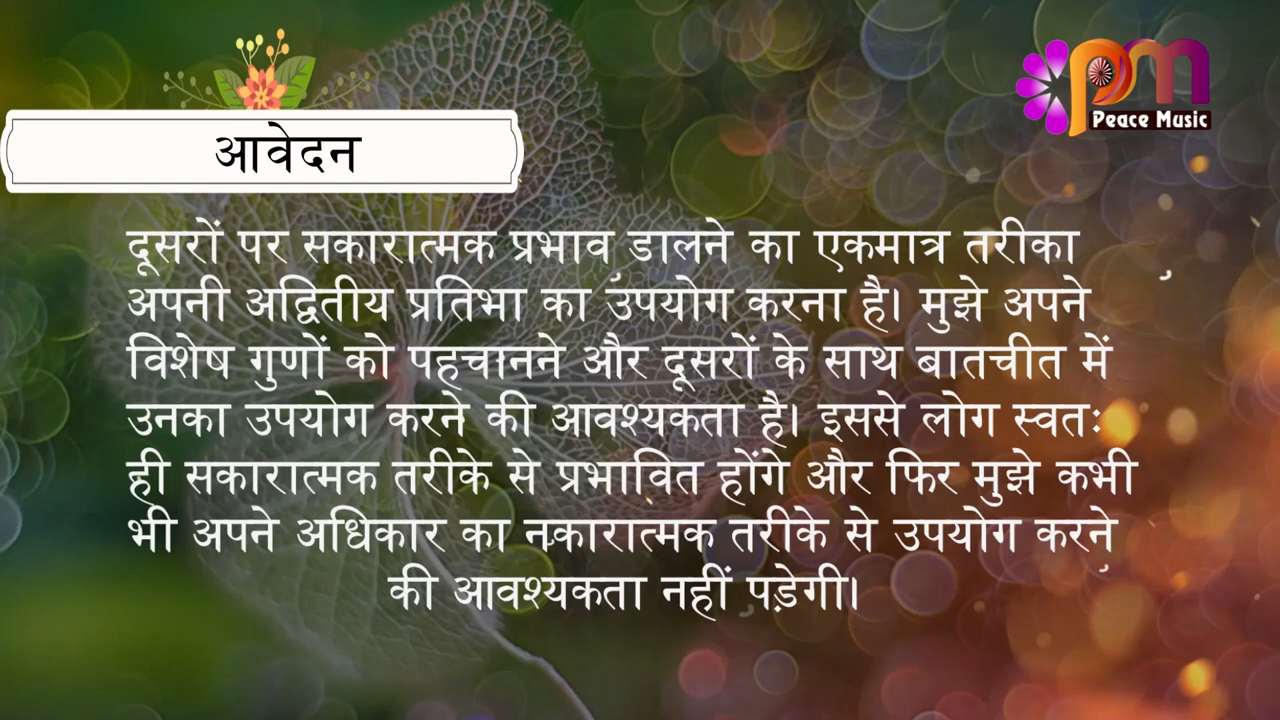 pm
Peace Music
आवेदन
दूसरों पर सकारात्मक प्रभाव डालने का एकमात्र तरीका
अपनी अद्वितीय प्रतिभा का उपयोग करना है। मुझे अपने
विशेष गुणों को पहचानने और दूसरों के साथ बातचीत में
उनका उपयोग करने की आवश्यकता है। इससे लोग स्वतः
ही सकारात्मक तरीके से प्रभावित होंगे और फिर मुझे कभी
भी अपने अधिकार का नकारात्मक तरीके से उपयोग करने
की आवश्यकता नहीं पड़ेगी।